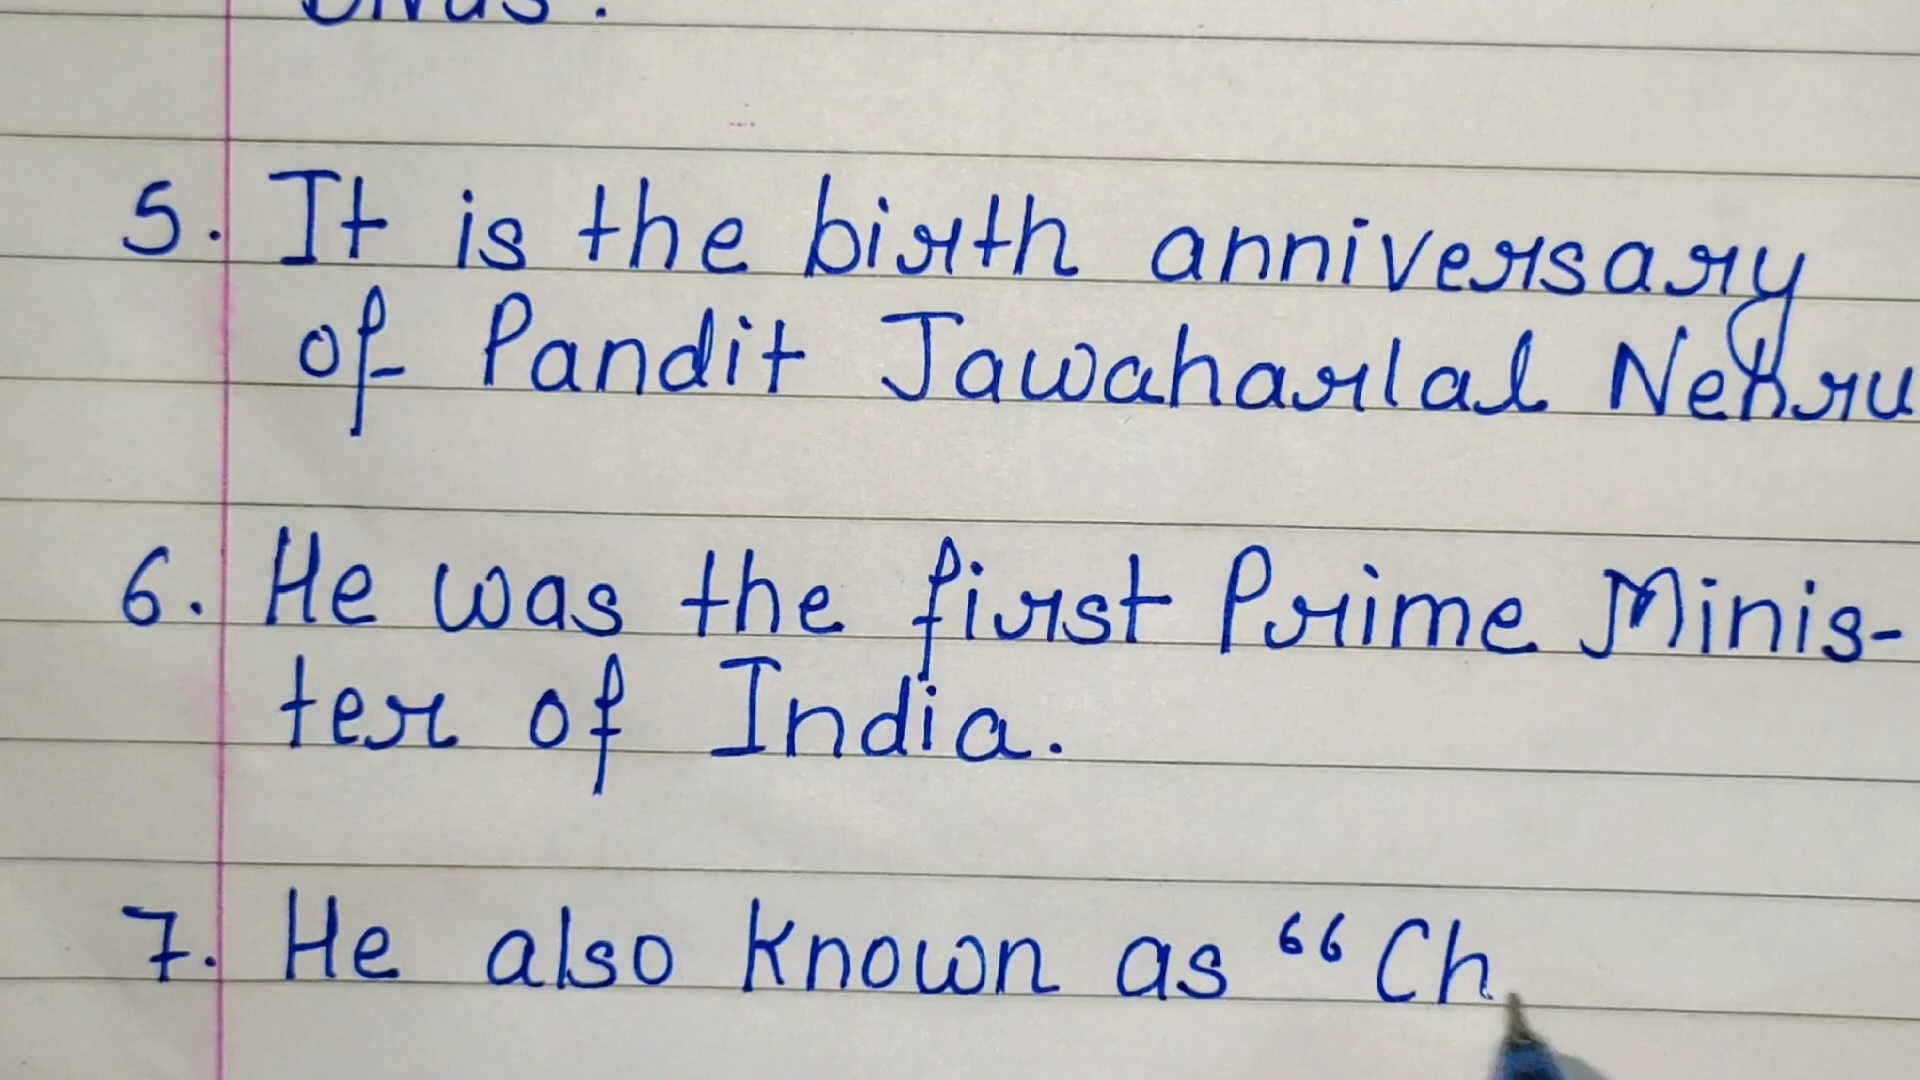 Divas.
5. It is the birth anniversary
of Pandit Jawaharlal Nehru
6. He was the first Prime Minis-
ter of India.
7. He also known as “Ch